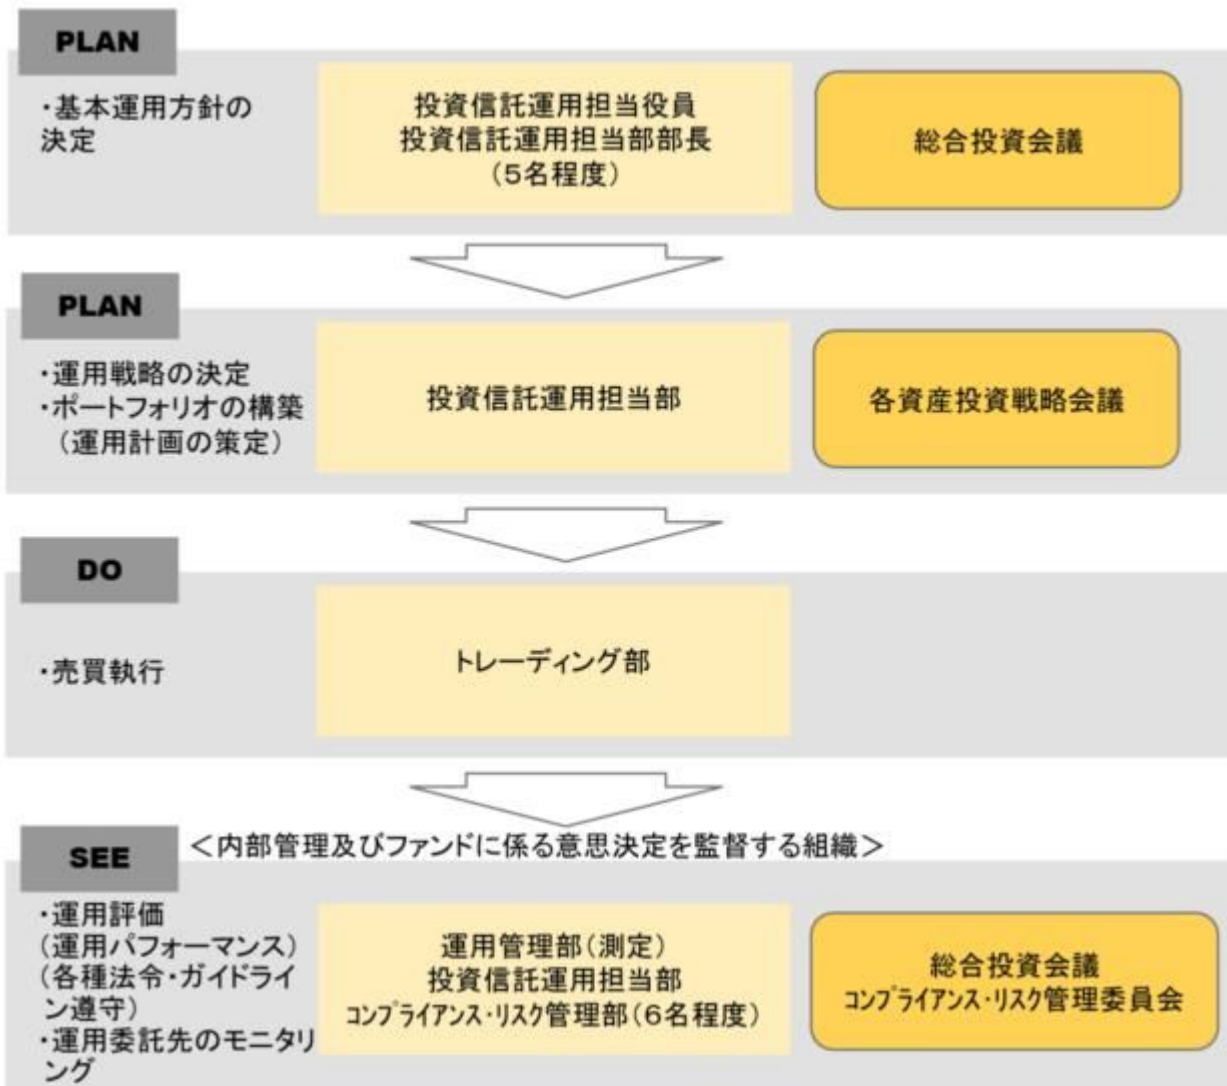 PLAN
・基本運用方針の
決定
投資信託運用担当役員
投資信託運用担当部部長
(5名程度)
総合投資会議
PLAN
・運用戦略の決定
・ポートフォリオの構築
(運用計画の策定)
投資信託運用担当部
各資産投資戦略会議
DO
・売買執行
トレーディング部
SEE
＜内部管理及びファンドに係る意思決定を監督する組織＞
・運用評価
(運用パフォーマンス)
(各種法令・ガイドライ
ン遵守)
・運用委託先のモニタリ
ング
運用管理部(測定)
投資信託運用担当部
コンプライアンス・リスク管理部(6名程度)
総合投資会議
コンプライアンス・リスク管理委員会